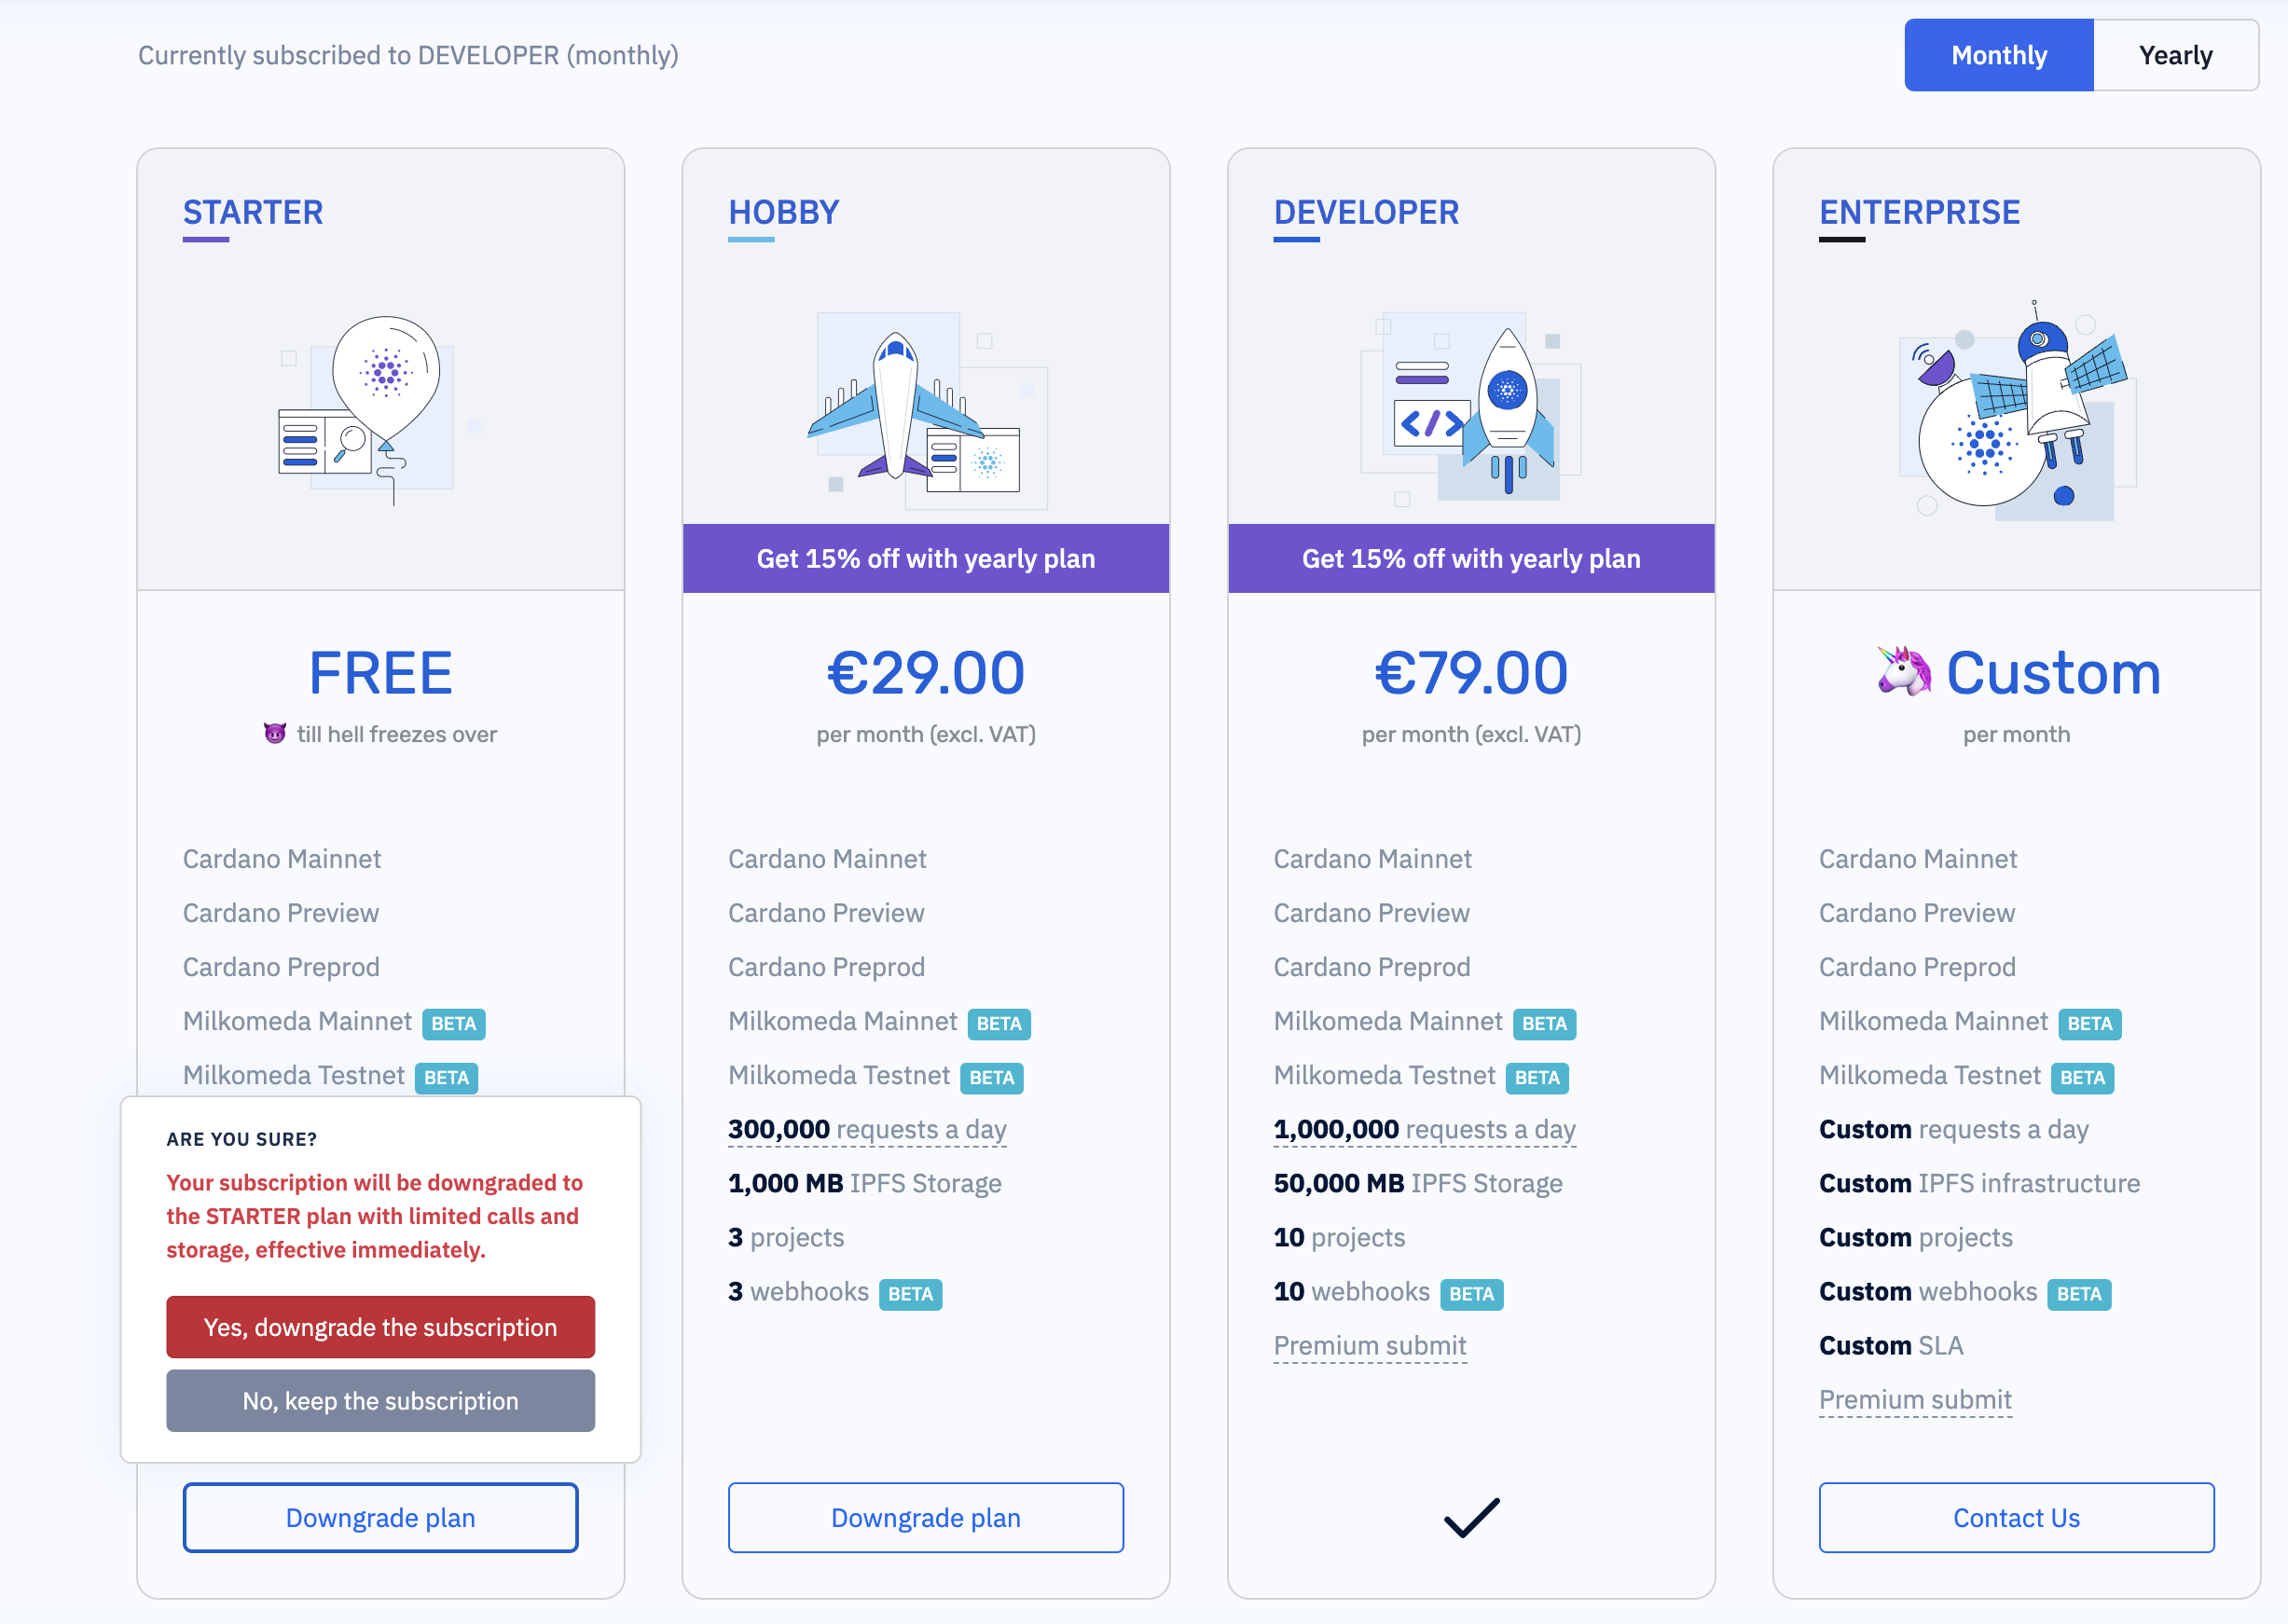 Currently subscribed to DEVELOPER (monthly)
Monthly
Yearly
STARTER
FREE
😈 till hell freezes over
Cardano Mainnet
Cardano Preview
Cardano Preprod
Milkomeda Mainnet BETA
Milkomeda Testnet BETA
ARE YOU SURE?
Your subscription will be downgraded to
the STARTER plan with limited calls and
storage, effective immediately.
Yes, downgrade the subscription
No, keep the subscription
Downgrade plan
HOBBY
Get 15% off with yearly plan
€29.00
per month (excl. VAT)
Cardano Mainnet
Cardano Preview
Cardano Preprod
Milkomeda Mainnet BETA
Milkomeda Testnet BETA
300,000 requests a day
1,000 MB IPFS Storage
3 projects
3 webhooks BETA
Downgrade plan
DEVELOPER
</>
Get 15% off with yearly plan
€79.00
per month (excl. VAT)
Cardano Mainnet
Cardano Preview
Cardano Preprod
Milkomeda Mainnet BETA
Milkomeda Testnet BETA
1,000,000 requests a day
50,000 MB IPFS Storage
10 projects
10 webhooks BETA
Premium submit
ENTERPRISE
🦄 Custom
per month
Cardano Mainnet
Cardano Preview
Cardano Preprod
Milkomeda Mainnet BETA
Milkomeda Testnet BETA
Custom requests a day
Custom IPFS infrastructure
Custom projects
Custom webhooks BETA
Custom SLA
Premium submit
Contact Us